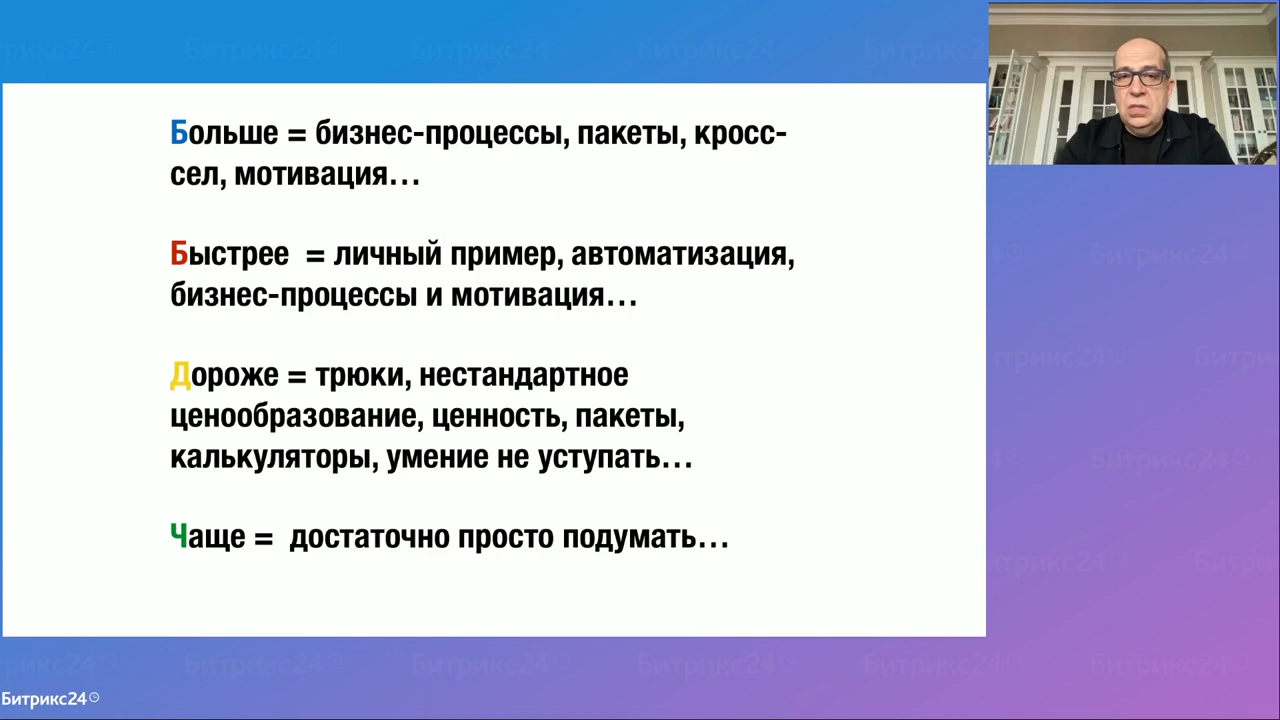 Больше = бизнес-процессы, пакеты, кросс-
сел, мотивация...
Быстрее = личный пример, автоматизация,
бизнес-процессы и мотивация...
Дороже = трюки, нестандартное
ценообразование, ценность, пакеты,
калькуляторы, умение не уступать...
Чаще = достаточно просто подумать...
Битрикс24